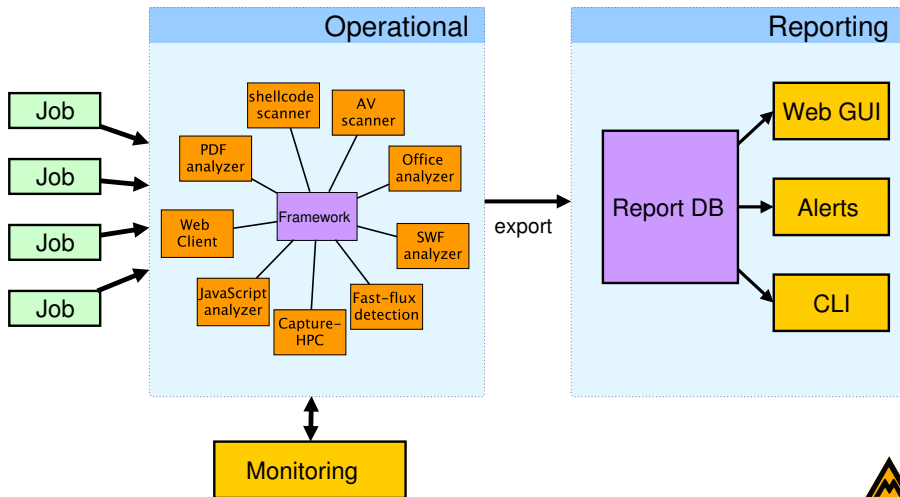 Operational
Reporting
Job
Job
Job
Job
shellcode
scanner
AV
scanner
PDF
analyzer
Office
analyzer
Framework
Web
Client
SWF
analyzer
JavaScript
analyzer
Fast-flux
detection
Capture-
HPC
export
Report DB
Web GUI
Alerts
CLI
Monitoring